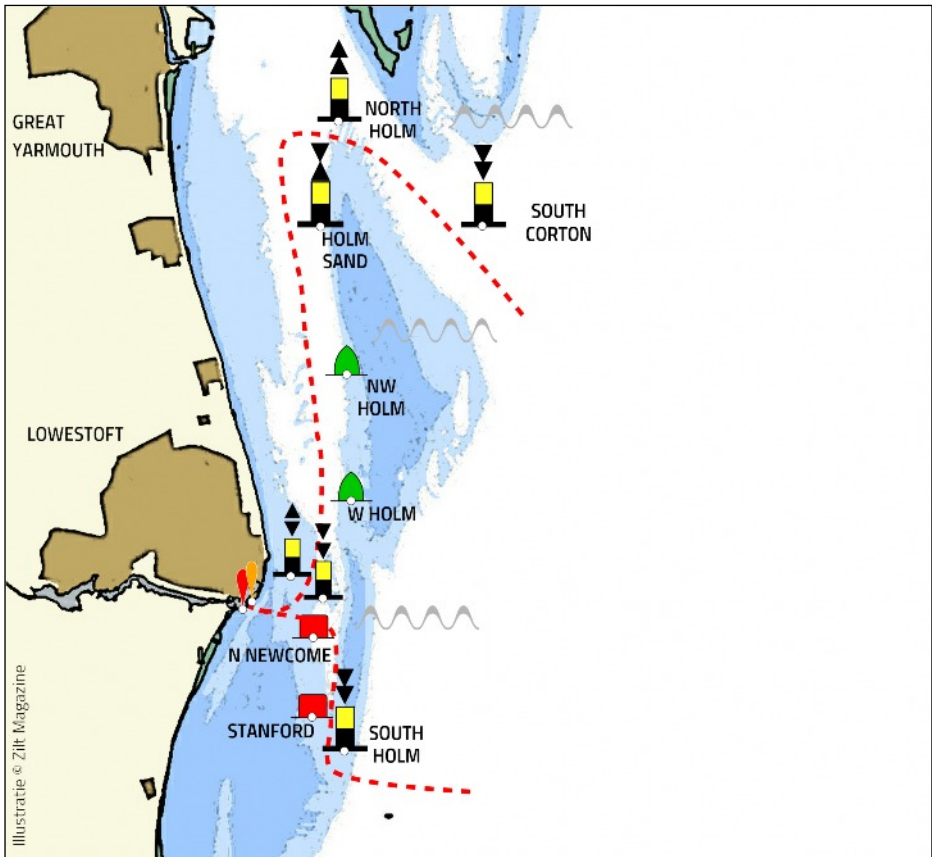 NORTH
HOLM
GREAT
YARMOUTH
SOUTH
CORTON
HOLM
SAND
NW
HOLM
LOWESTOFT
W HOLM
N NEWCOME
STANFORD
SOUTH
HOLM
Illustratie © Zilt Magazine